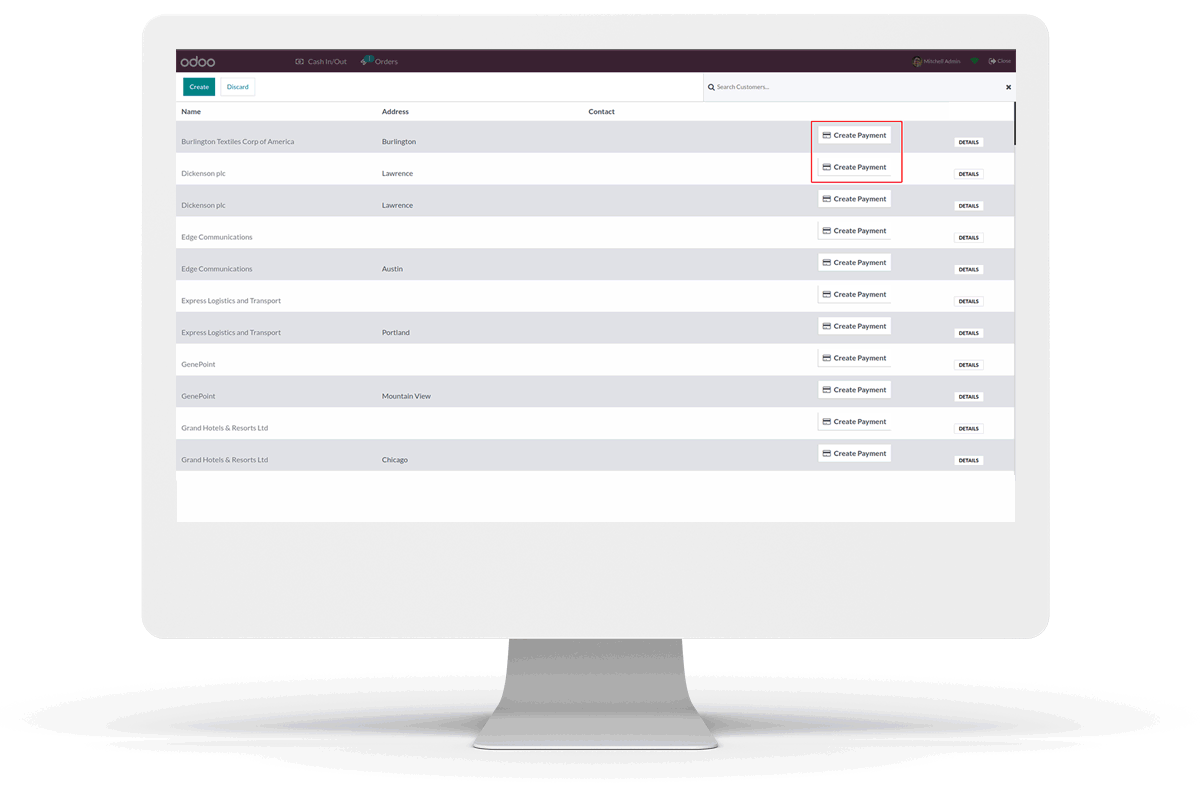 odoo Cash In/Out 1 Orders Mitchell Admin Close
Create Discard Search Customers...
Name Address Contact
Burlington Textiles Corp of America Burlington Create Payment DETAILS
Dickenson plc Lawrence Create Payment DETAILS
Dickenson plc Lawrence Create Payment DETAILS
Edge Communications Create Payment DETAILS
Edge Communications Austin Create Payment DETAILS
Express Logistics and Transport Create Payment DETAILS
Express Logistics and Transport Portland Create Payment DETAILS
GenePoint Create Payment DETAILS
GenePoint Mountain View Create Payment DETAILS
Grand Hotels & Resorts Ltd Create Payment DETAILS
Grand Hotels & Resorts Ltd Chicago Create Payment DETAILS